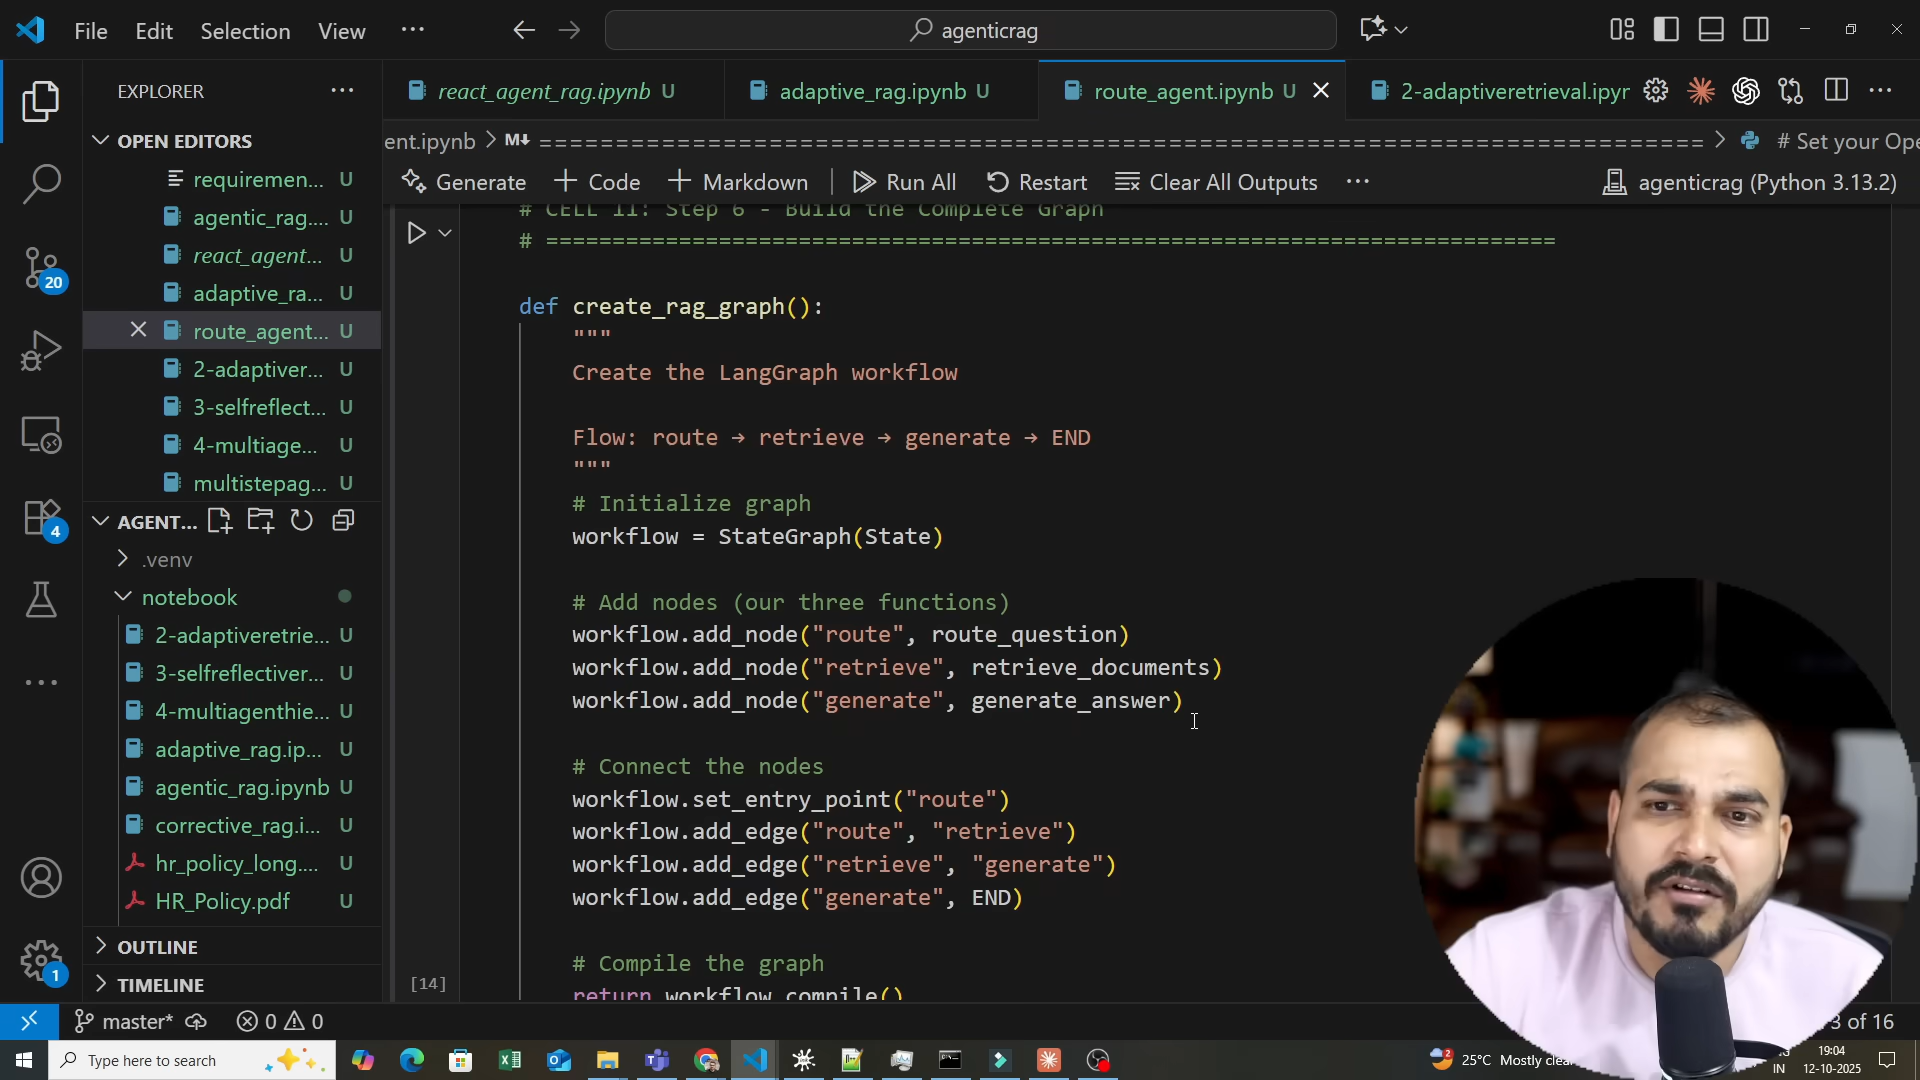 File Edit Selection View ... agenticrag
EXPLORER ...
react_agent_rag.ipynb U
adaptive_rag.ipynb U
route_agent.ipynb U
2-adaptiveretrieval.ipyr
OPEN EDITORS
requiremen... U
agentic_rag.... U
react_agent... U
adaptive_ra... U
route_agent... U
2-adaptiver... U
3-selfreflect... U
4-multiage... U
multistepag... U
AGENT...
.venv
notebook
2-adaptiveretrie... U
3-selfreflectiver... U
4-multiagenthie... U
adaptive_rag.ip... U
agentic_rag.ipynb U
corrective_rag.i... U
hr_policy_long.... U
HR_Policy.pdf U
OUTLINE
TIMELINE
20
4
1
ent.ipynb > M↓ ============================================================================ > # Set your Ope
Generate + Code + Markdown | Run All Restart Clear All Outputs ... agenticrag (Python 3.13.2)
# CELL 11: Step 6 - Build the Complete Graph
# ============================================================================
def create_rag_graph():
"""
Create the LangGraph workflow
Flow: route → retrieve → generate → END
"""
# Initialize graph
workflow = StateGraph(State)
# Add nodes (our three functions)
workflow.add_node("route", route_question)
workflow.add_node("retrieve", retrieve_documents)
workflow.add_node("generate", generate_answer)
# Connect the nodes
workflow.set_entry_point("route")
workflow.add_edge("route", "retrieve")
workflow.add_edge("retrieve", "generate")
workflow.add_edge("generate", END)
# Compile the graph
return workflow.compile()
[14]
master* 0 0 3 of 16
Type here to search 25°C Mostly clear 19:04
IN 12-10-2025